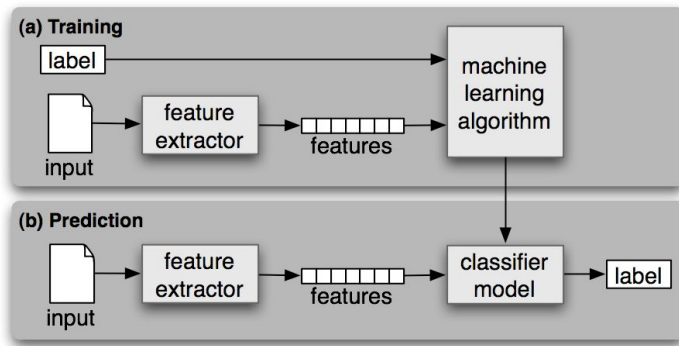 (a) Training
label
machine
learning
algorithm
feature
extractor
features
input
(b) Prediction
feature
extractor
classifier
model
label
features
input